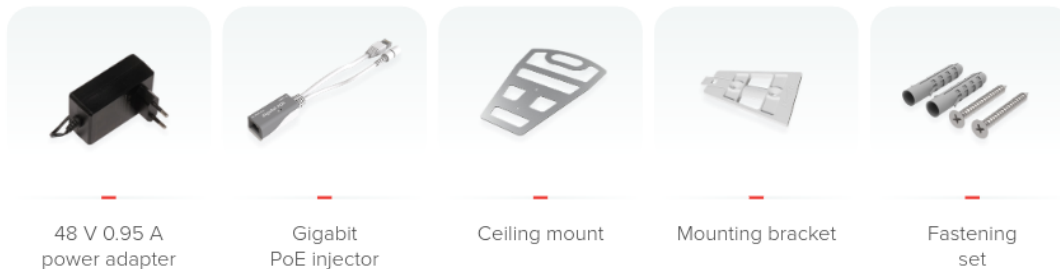 48 V 0.95 A
power adapter
Gigabit
PoE injector
Ceiling mount
Mounting bracket
Fastening
set